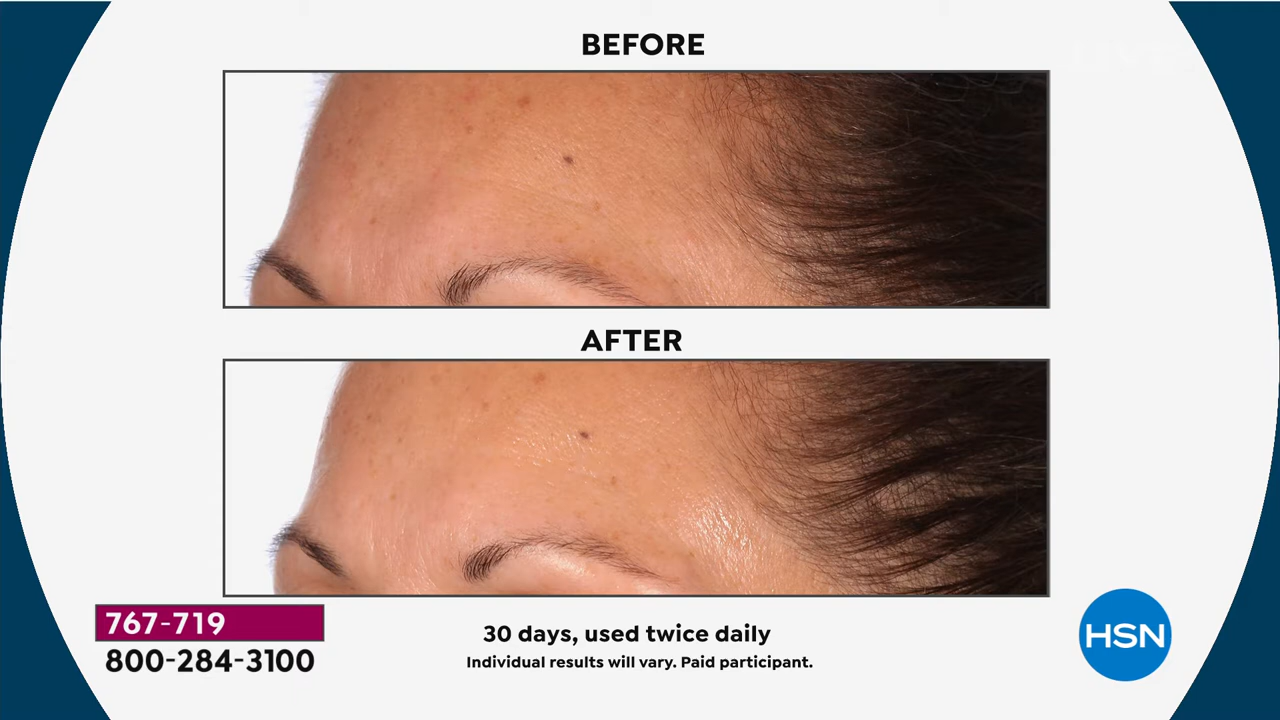 BEFORE
AFTER
767-719
800-284-3100
30 days, used twice daily
Individual results will vary. Paid participant.
HSN